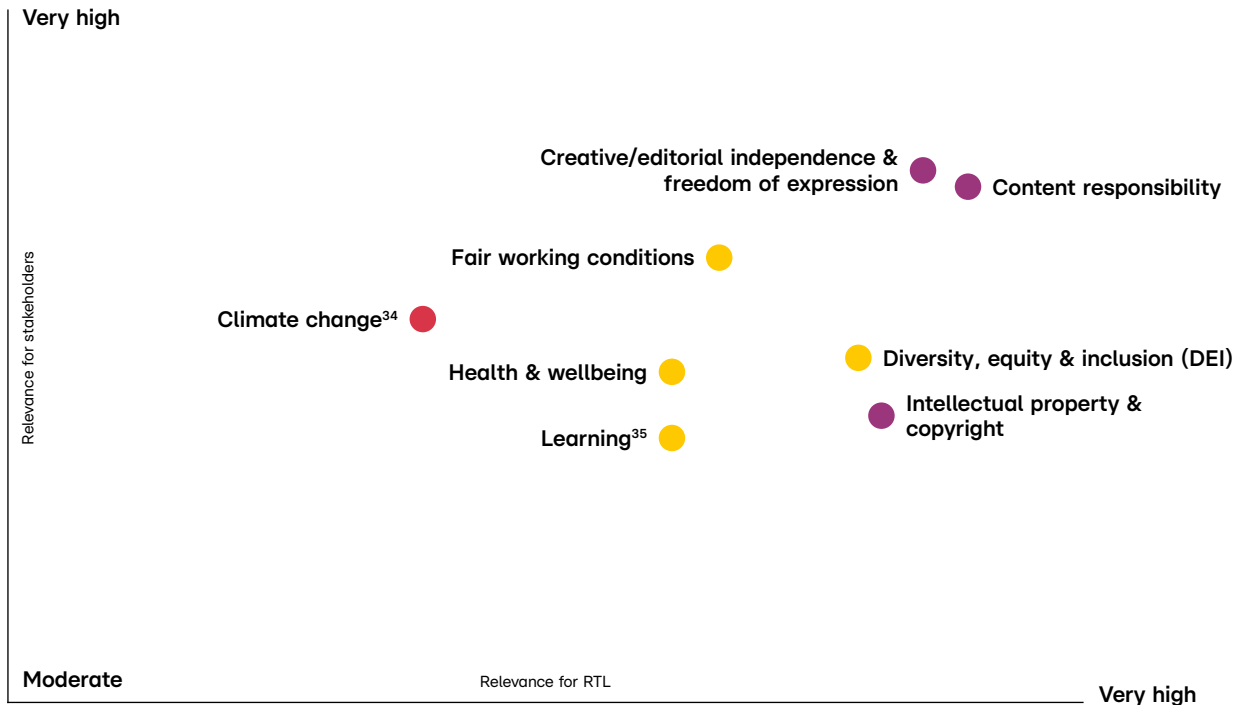 Very high
Creative/editorial independence &
freedom of expression
Content responsibility
Fair working conditions
Relevance for stakeholders
Climate change³⁴
Diversity, equity & inclusion (DEI)
Health & wellbeing
Intellectual property &
copyright
Learning³⁵
Moderate
Relevance for RTL
Very high